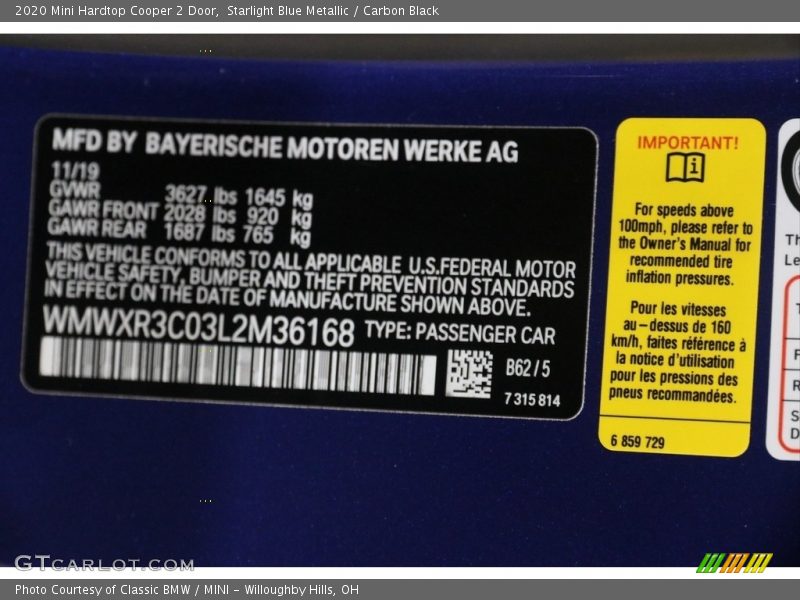 2020 Mini Hardtop Cooper 2 Door,  Starlight Blue Metallic / Carbon Black
MFD BY BAYERISCHE MOTOREN WERKE AG
11/19
GVWR 3627 lbs 1645 kg
GAWR FRONT 2028 lbs 920 kg
GAWR REAR 1687 lbs 765 kg
THIS VEHICLE CONFORMS TO ALL APPLICABLE U.S.FEDERAL MOTOR
VEHICLE SAFETY, BUMPER AND THEFT PREVENTION STANDARDS
IN EFFECT ON THE DATE OF MANUFACTURE SHOWN ABOVE.
WMWXR3C03L2M36168 TYPE: PASSENGER CAR
B62/5
7 315 814
IMPORTANT!
For speeds above
100mph, please refer to
the Owner's Manual for
recommended tire
inflation pressures.
Pour les vitesses
au-dessus de 160
km/h, faites référence à
la notice d'utilisation
pour les pressions des
pneus recommandées.
6 859 729
Th
Le
T
F
R
S
D
GTCARLOT.COM
Photo Courtesy of Classic BMW / MINI - Willoughby Hills, OH